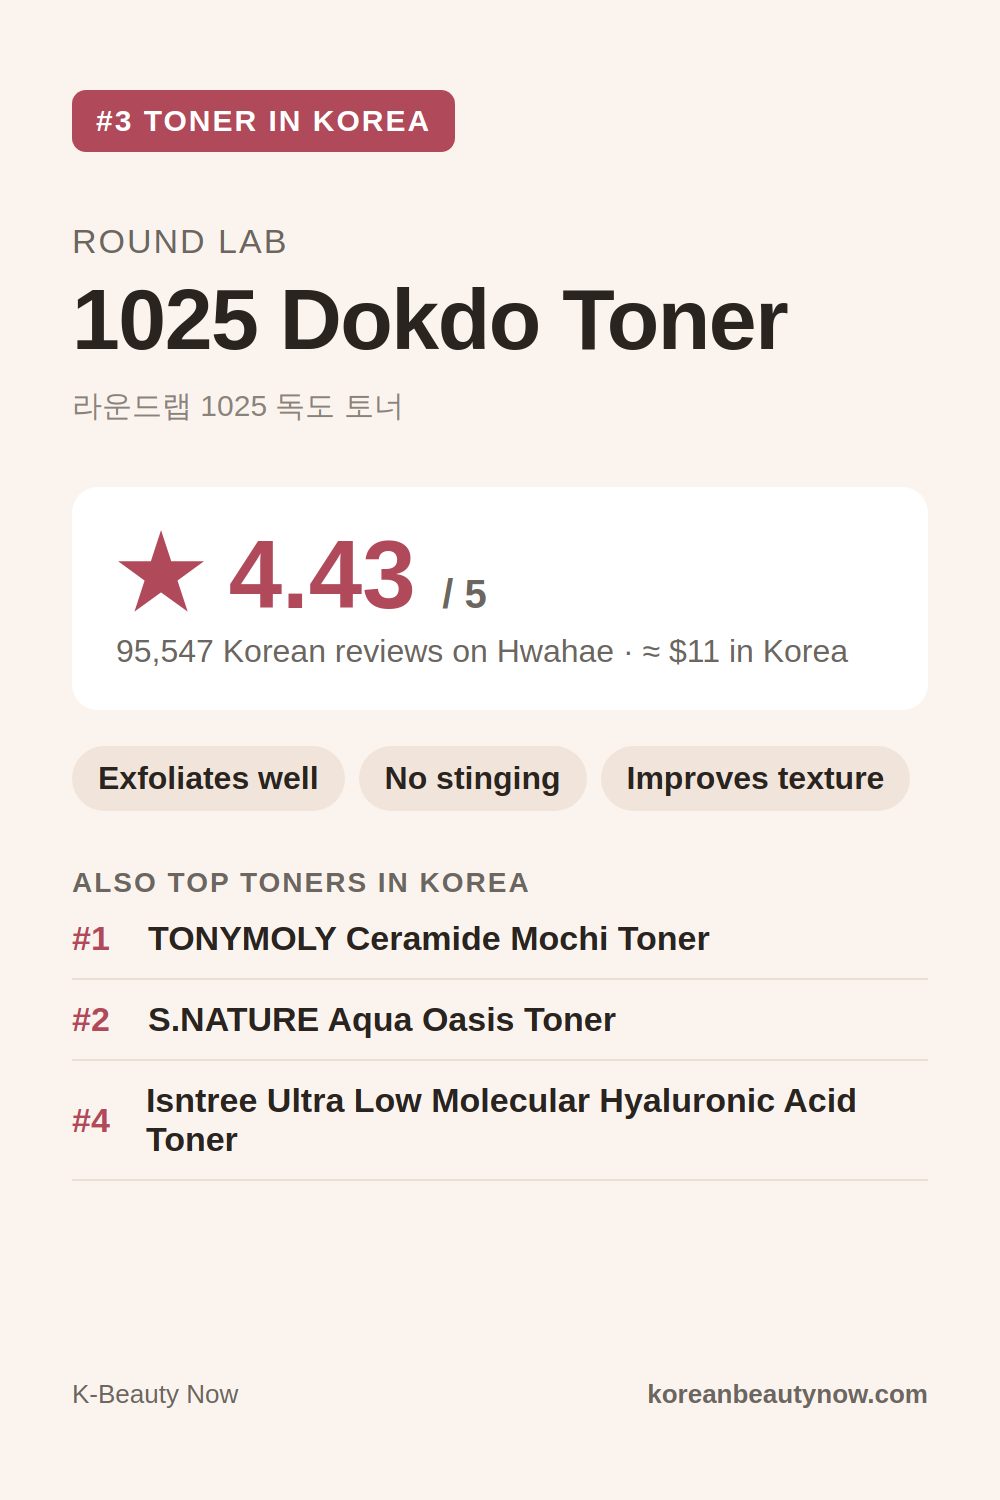 #3 TONER IN KOREA
ROUND LAB
1025 Dokdo Toner
라운드랩 1025 독도 토너
★ 4.43 / 5
95,547 Korean reviews on Hwahae · ≈ $11 in Korea
Exfoliates well No stinging Improves texture
ALSO TOP TONERS IN KOREA
#1 TONYMOLY Ceramide Mochi Toner
#2 S.NATURE Aqua Oasis Toner
#4 Isntree Ultra Low Molecular Hyaluronic Acid
Toner
K-Beauty Now koreanbeautynow.com